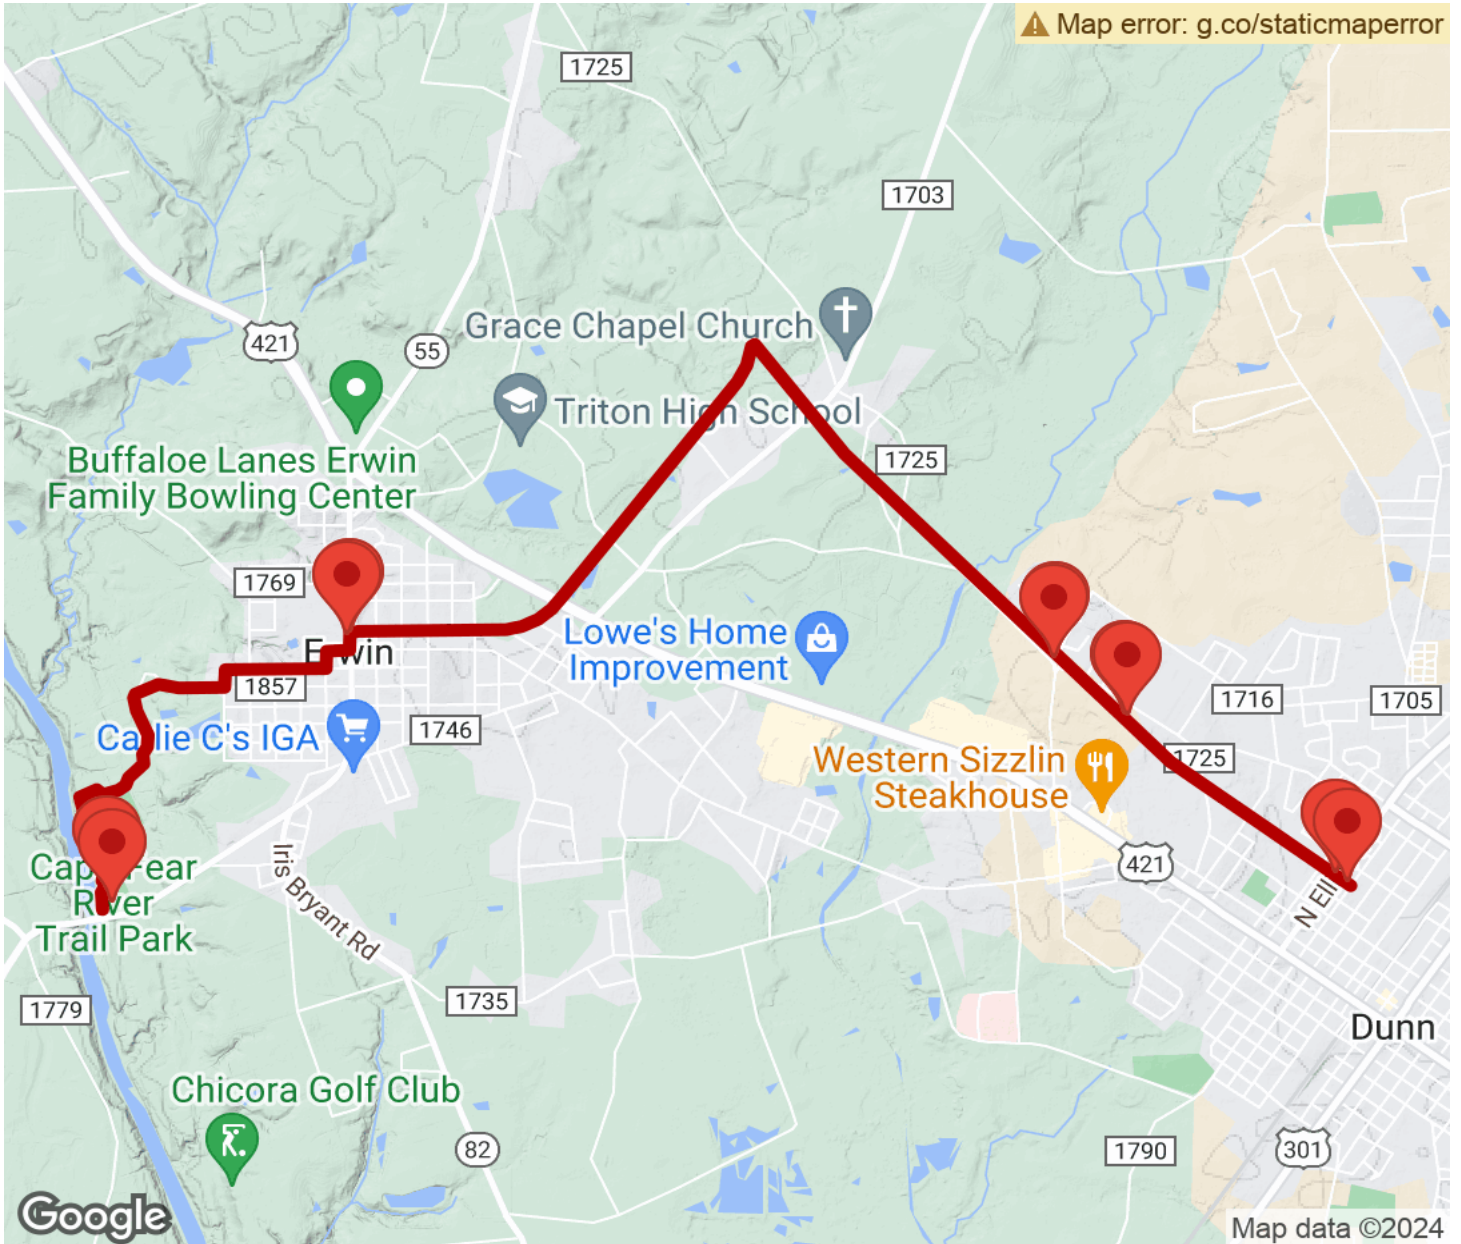 Map error: g.co/staticmaperror
1725
1703
Grace Chapel Church
421
55
Triton High School
Buffaloe Lanes Erwin
Family Bowling Center
1725
1769
Lowe's Home
Improvement
Erwin
1857
1716
1705
Callie C's IGA
1746
Western Sizzlin
Steakhouse
1725
421
Cape Fear
River
Trail Park
Iris Bryant Rd
N Ell
1779
1735
Dunn
Chicora Golf Club
82
1790
301
Google
Map data ©2024